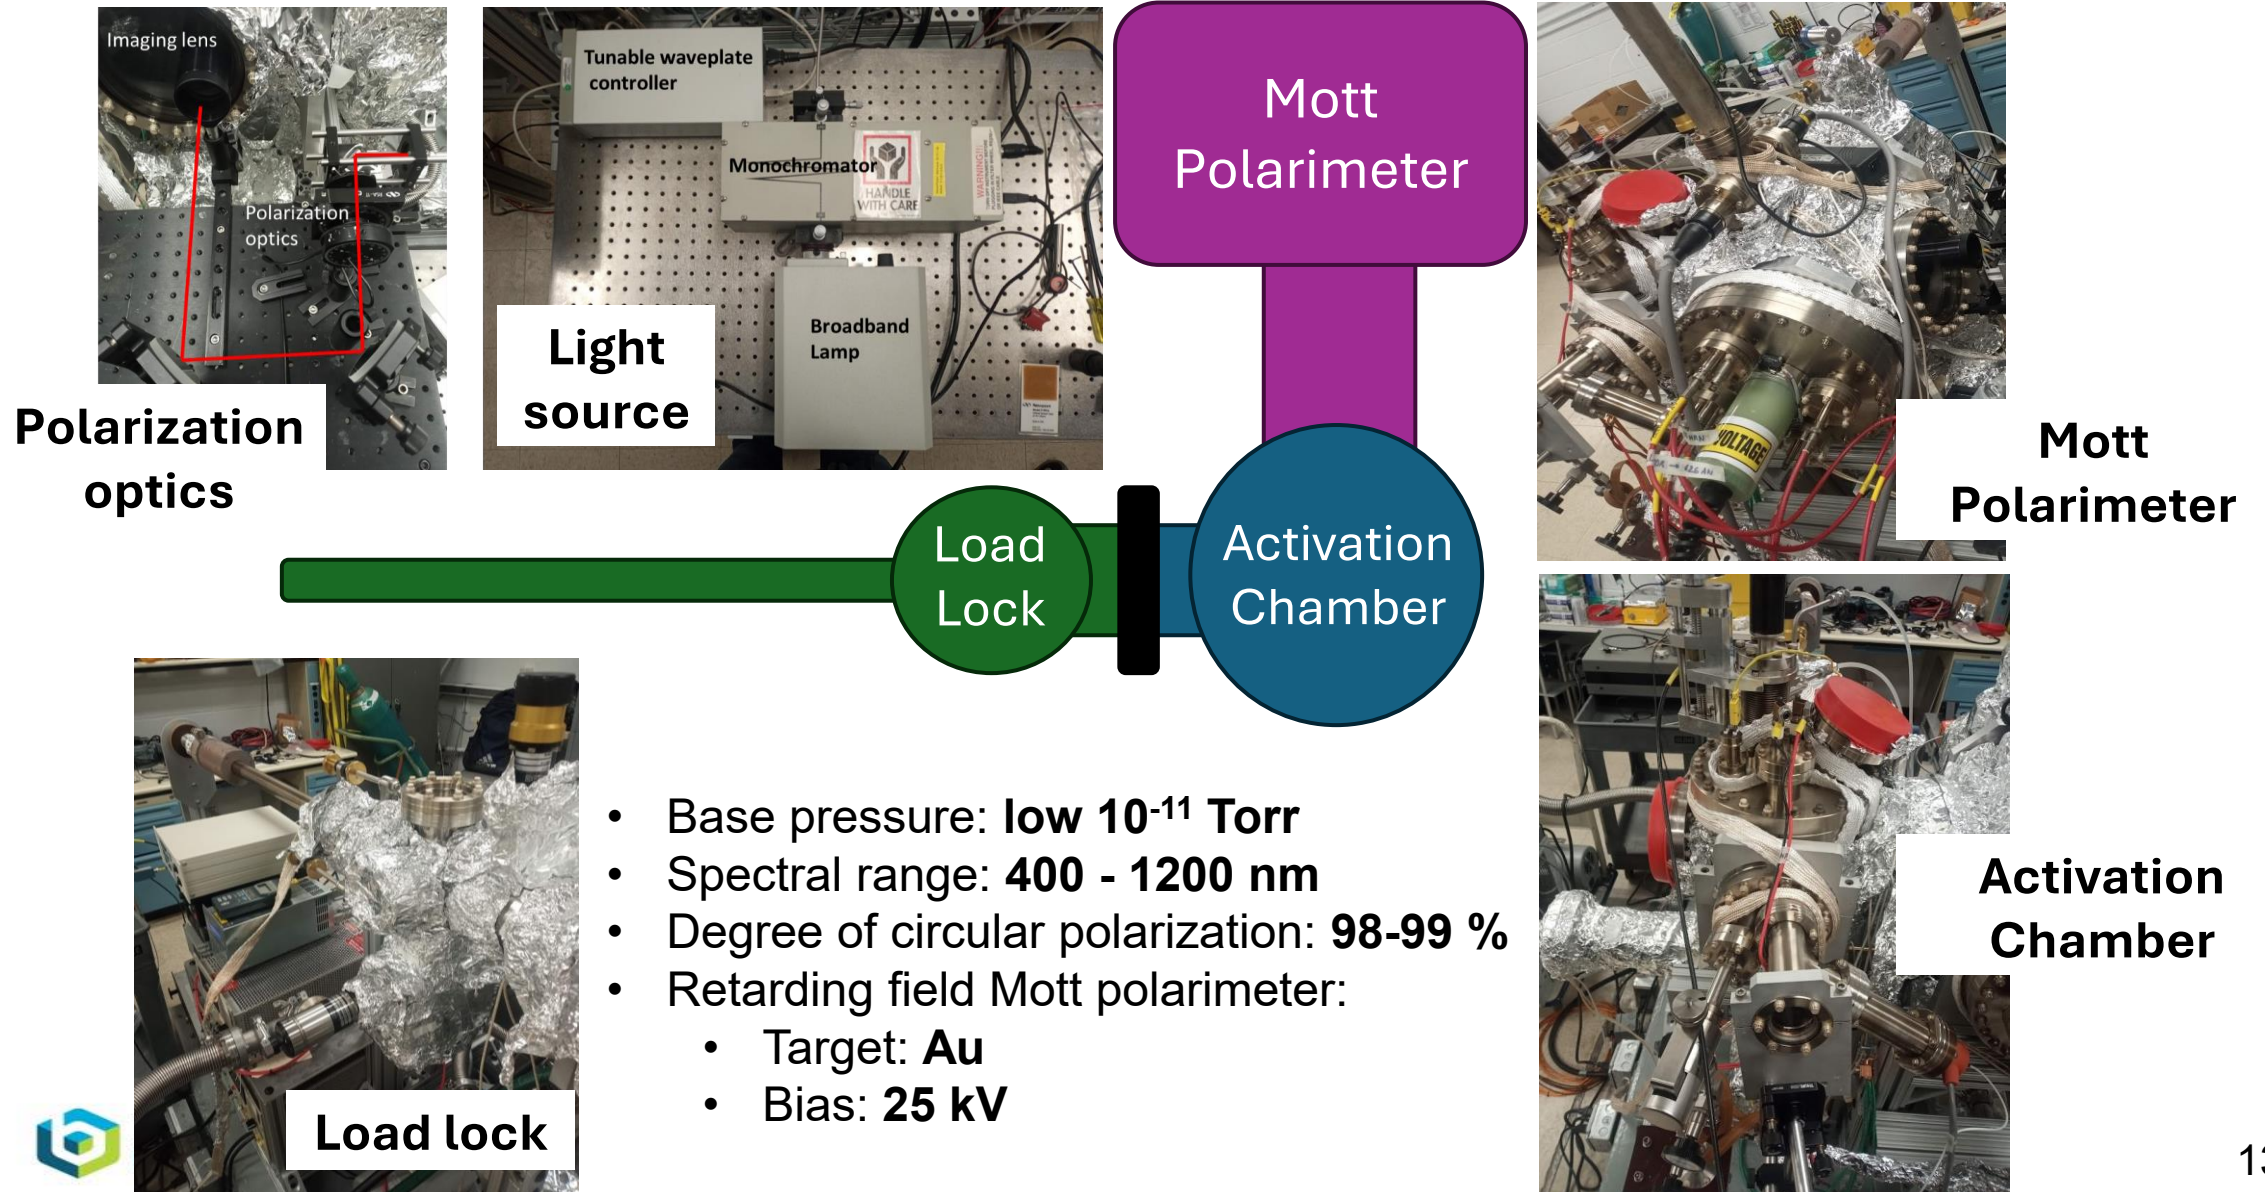 Imaging lens
Polarization
optics
Polarization
optics
Tunable waveplate
controller
Monochromator
HANDLE
WITH CARE
WARNING!!!
Broadband
Lamp
Light
source
Mott
Polarimeter
VOLTAGE
Mott
Polarimeter
Load
Lock
Activation
Chamber
Load lock
• Base pressure: low 10⁻¹¹ Torr
• Spectral range: 400 - 1200 nm
• Degree of circular polarization: 98-99 %
• Retarding field Mott polarimeter:
• Target: Au
• Bias: 25 kV
Activation
Chamber